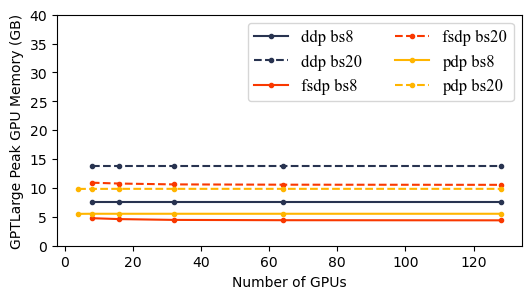 GPTLarge Peak GPU Memory (GB)
40
35
30
25
20
15
10
5
0
ddp bs8
ddp bs20
fsdp bs8
fsdp bs20
pdp bs8
pdp bs20
0 20 40 60 80 100 120
Number of GPUs